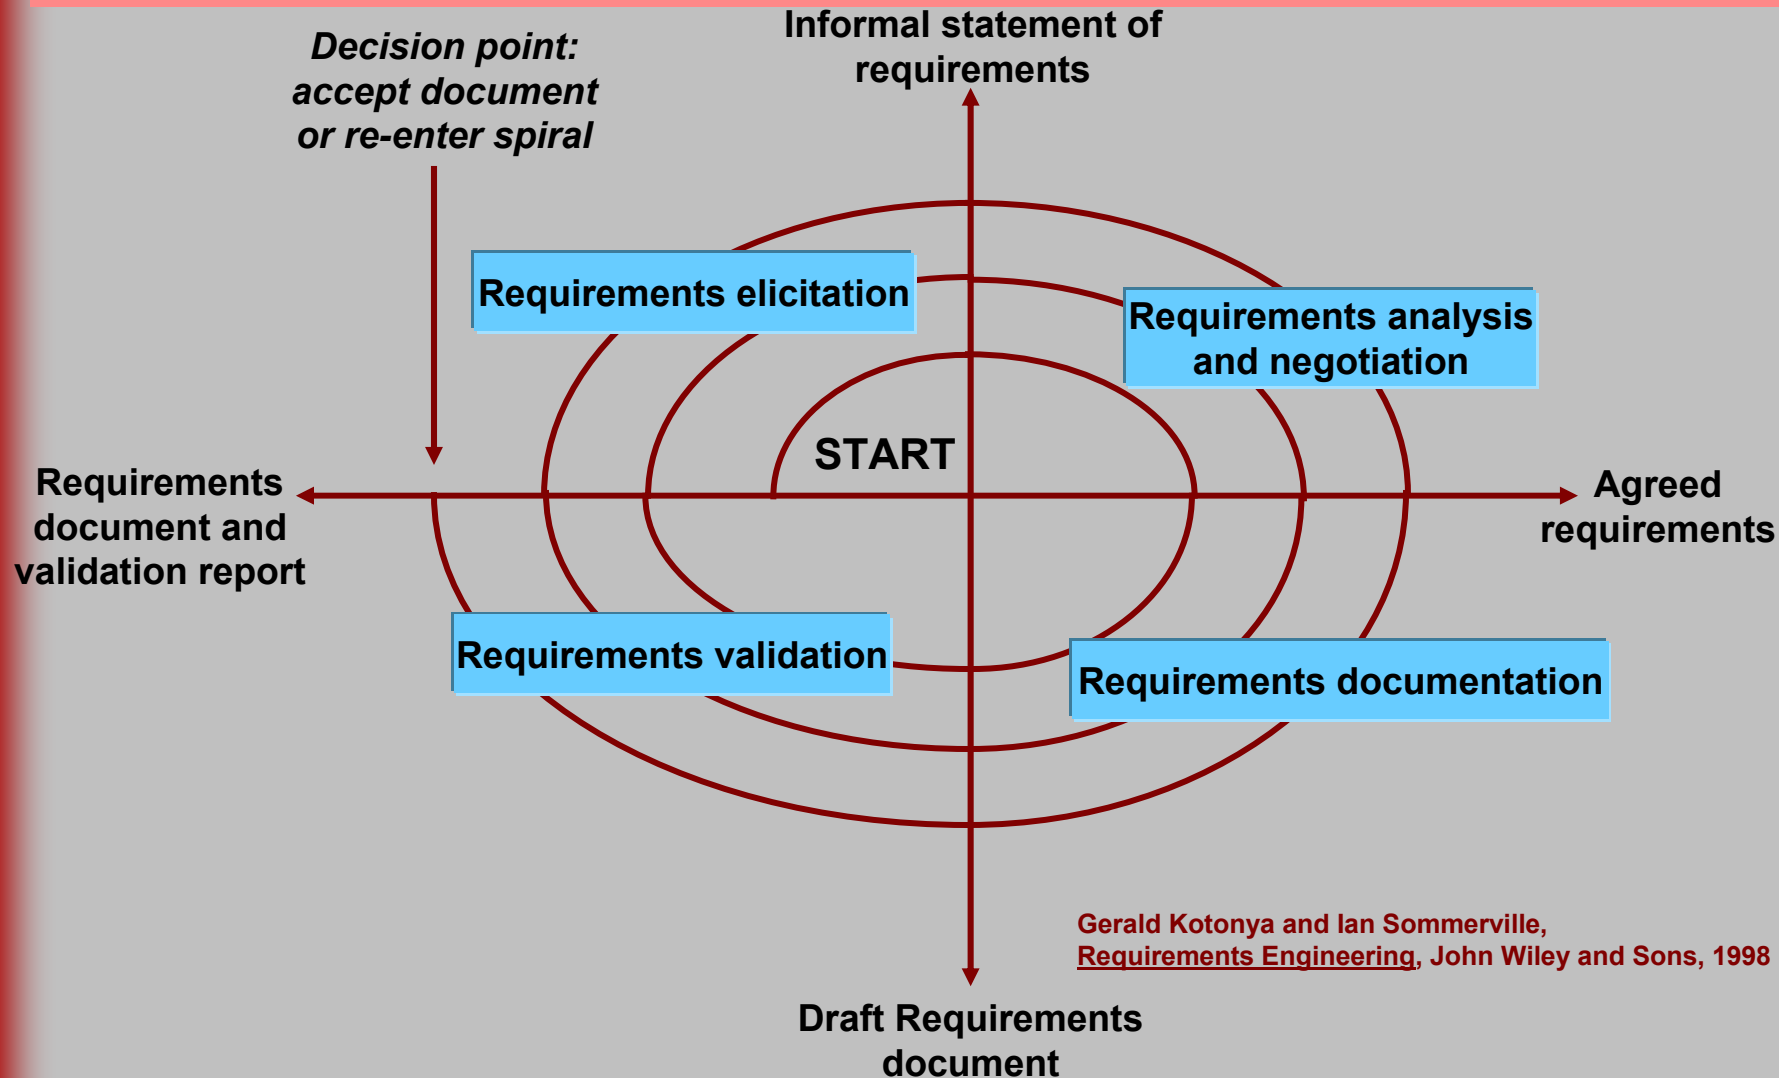 Decision point:
accept document
or re-enter spiral
Informal statement of
requirements
Requirements elicitation
Requirements analysis
and negotiation
START
Requirements
document and
validation report
Agreed
requirements
Requirements validation
Requirements documentation
Gerald Kotonya and Ian Sommerville,
Requirements Engineering, John Wiley and Sons, 1998
Draft Requirements
document